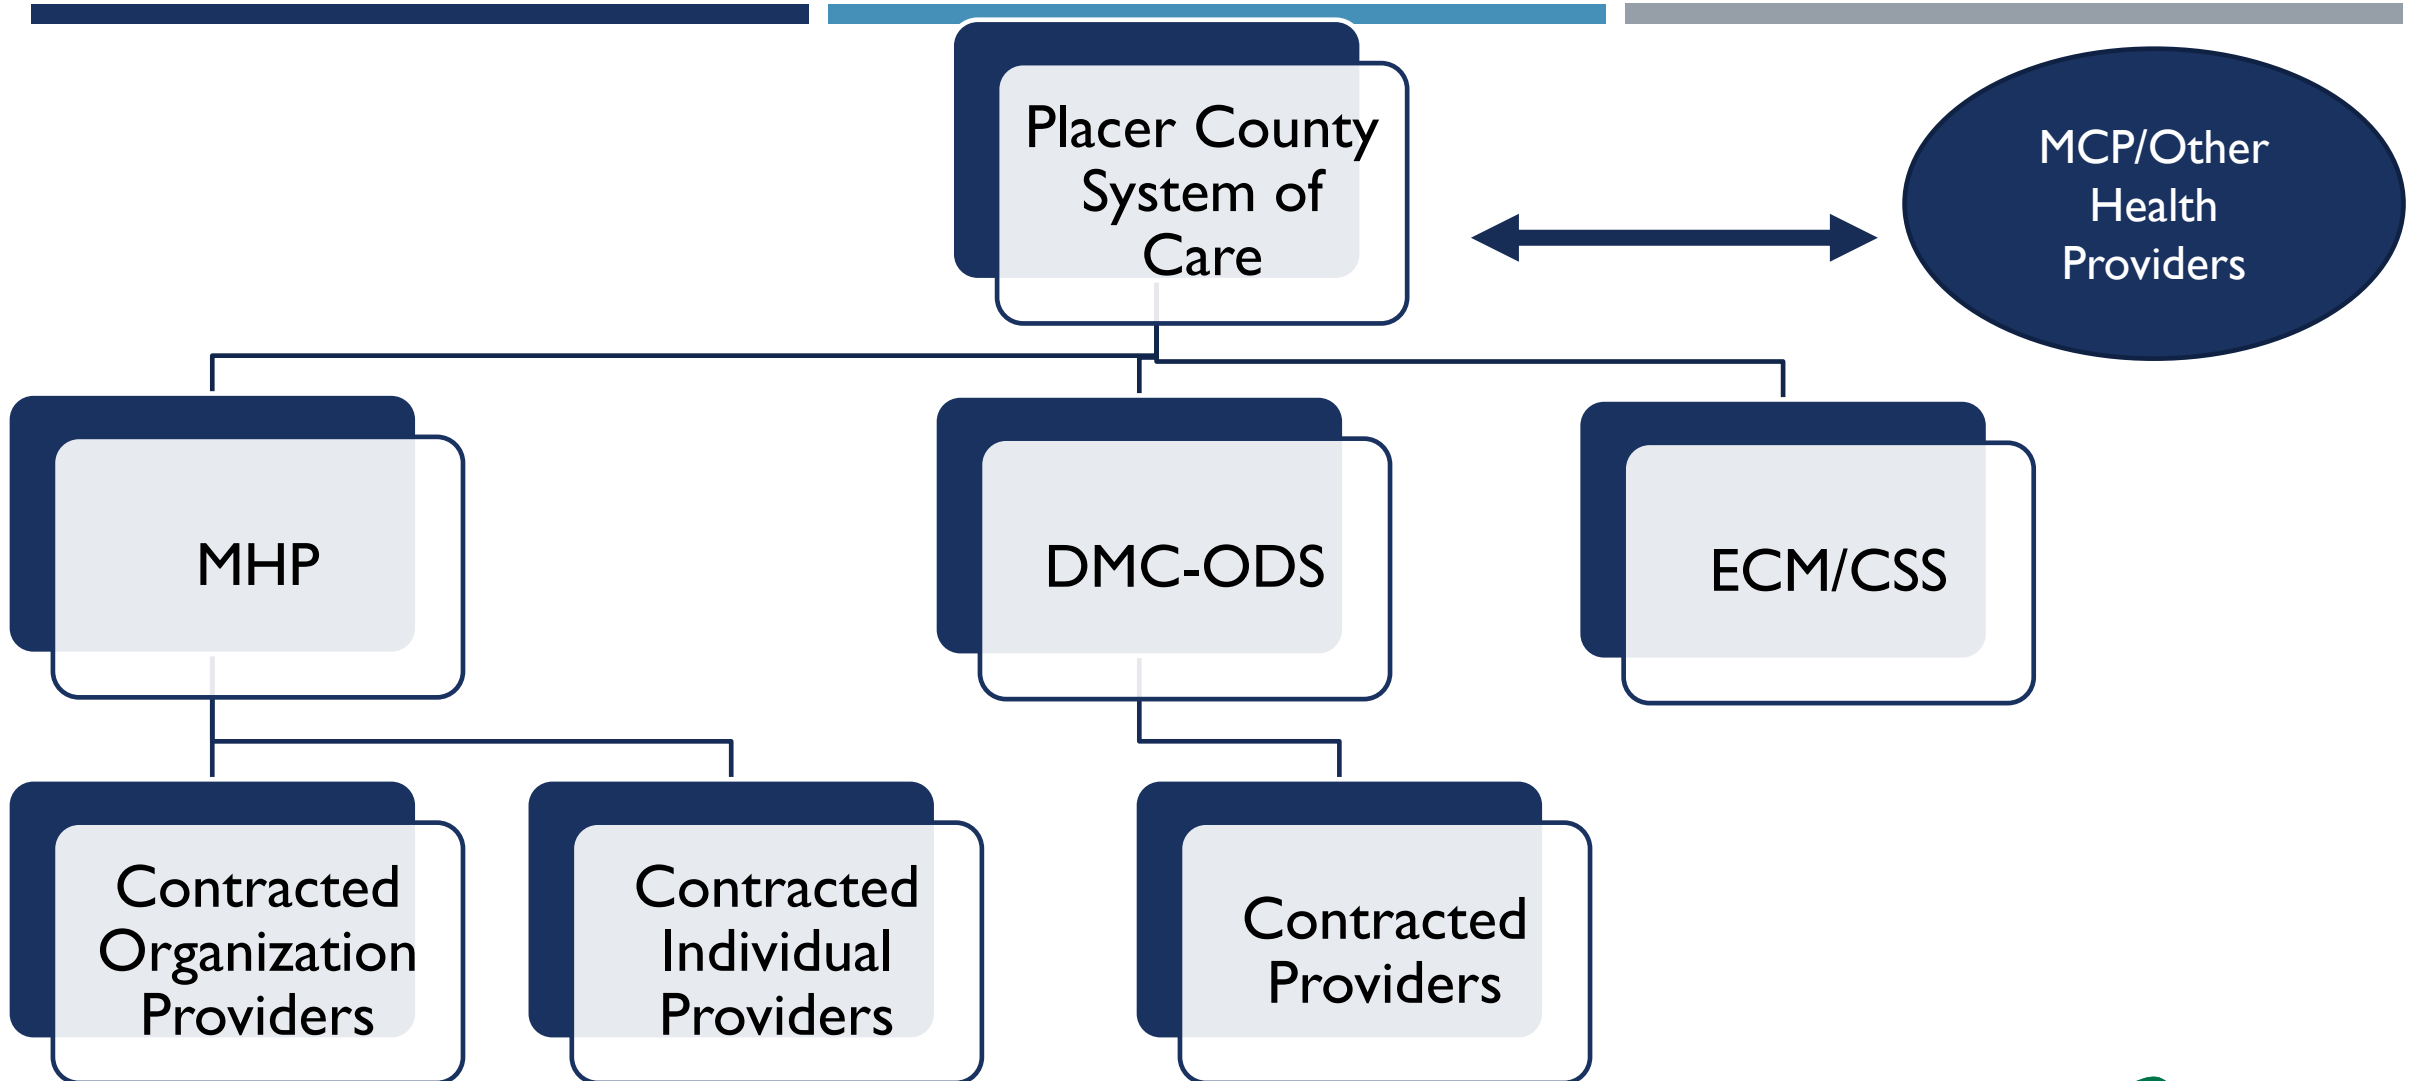 Placer County
System of
Care
MCP/Other
Health
Providers
MHP
DMC-ODS
ECM/CSS
Contracted
Organization
Providers
Contracted
Individual
Providers
Contracted
Providers